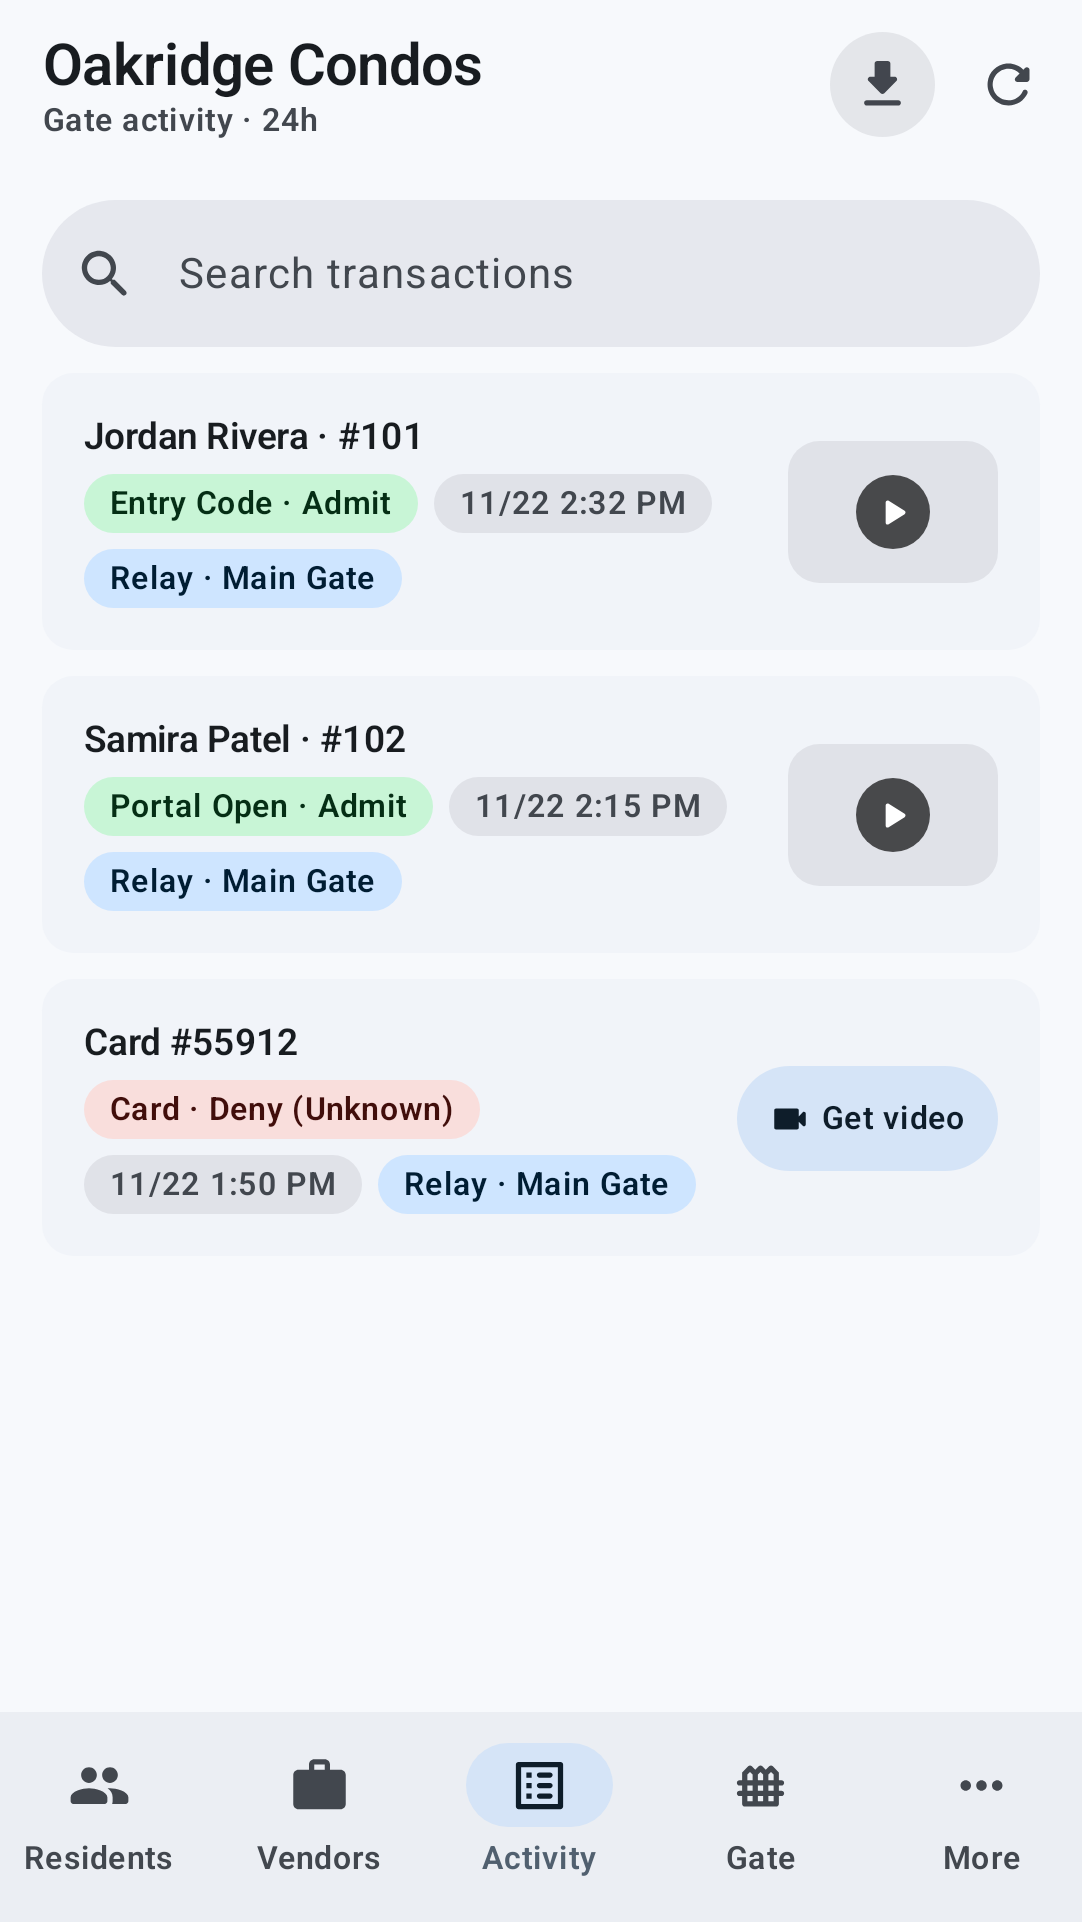 Oakridge Condos
Gate activity · 24h
Search transactions
Jordan Rivera · #101
Entry Code · Admit
11/22 2:32 PM
Relay · Main Gate
Samira Patel · #102
Portal Open · Admit
11/22 2:15 PM
Relay · Main Gate
Card #55912
Card · Deny (Unknown)
Get video
11/22 1:50 PM
Relay · Main Gate
Residents
Vendors
Activity
Gate
More